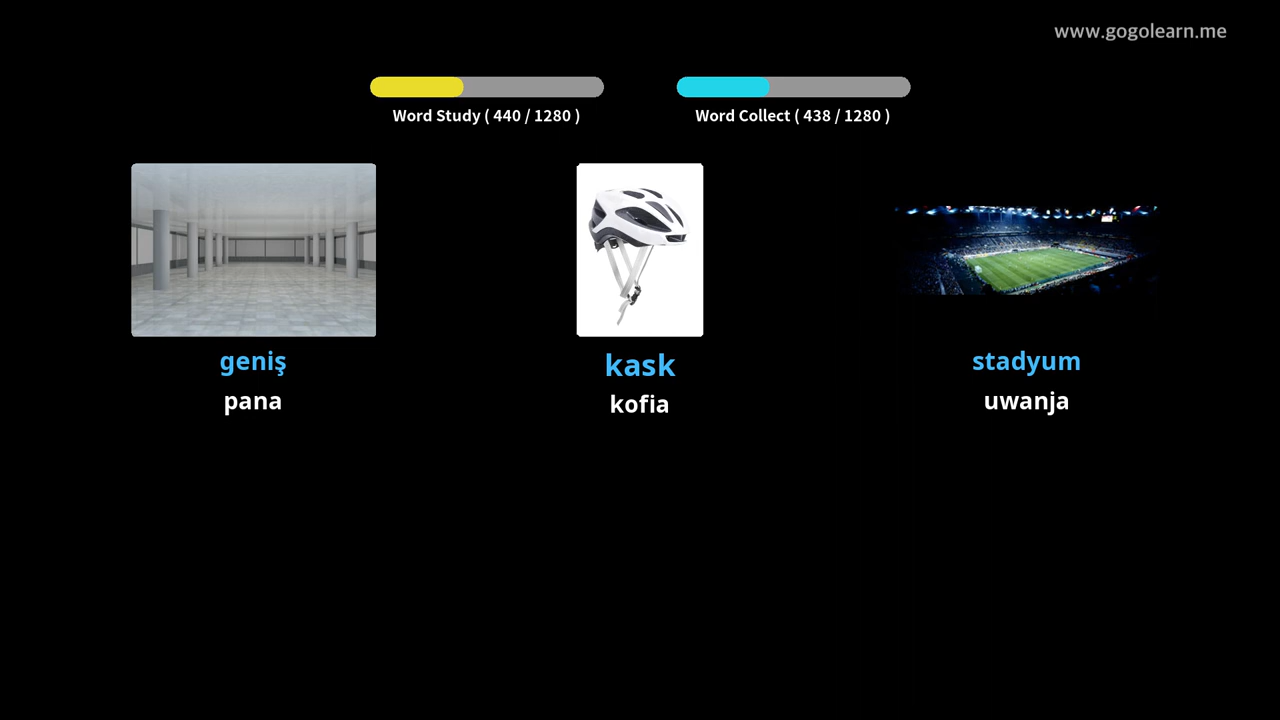 www.gogolearn.me
Word Study ( 440 / 1280 )
Word Collect ( 438 / 1280 )
geniş
kask
stadyum
pana
kofia
uwanja